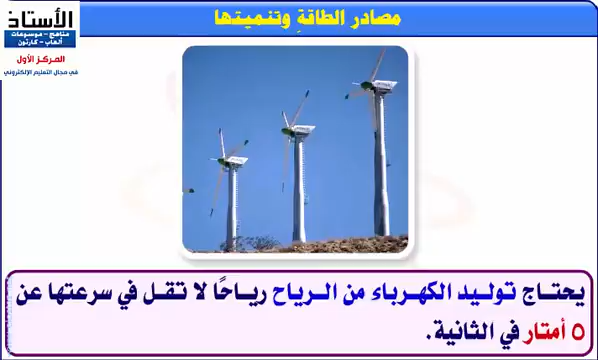 مصادر الطاقةِ وتنميتها
الأستاذ
مناهج - موسوعات
ألعاب - كارتون
المركز الأول
في مجال التعليم الإلكتروني
يحتاج توليد الكهرباء من الرياح رياحًا لا تقل في سرعتها عن
٥ أمتار في الثانية.